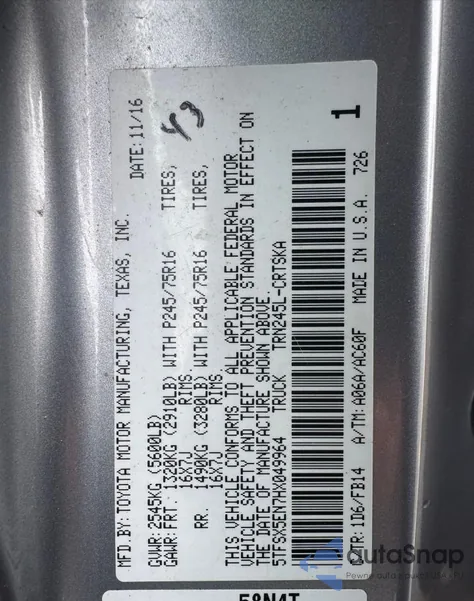 MFD. BY: TOYOTA MOTOR MANUFACTURING, TEXAS, INC. DATE: 11/16
GVWR: 2545KG (5600LB)
GAWR: FRT. 1320KG (2910LB) WITH P245/75R16 TIRES,
16X7J RIMS.
RR. 1490KG (3280LB) WITH P245/75R16 TIRES,
16X7J RIMS.
43
THIS VEHICLE CONFORMS TO ALL APPLICABLE FEDERAL MOTOR
VEHICLE SAFETY AND THEFT PREVENTION STANDARDS IN EFFECT ON
THE DATE OF MANUFACTURE SHOWN ABOVE.
5TFSX5EN7HX049964 TRUCK TRN245L-CRTSKA
1
C/TR: 1D6/FB14 A/TM: A06A/AC60F MADE IN U.S.A. 726
58N4T
autoSnap